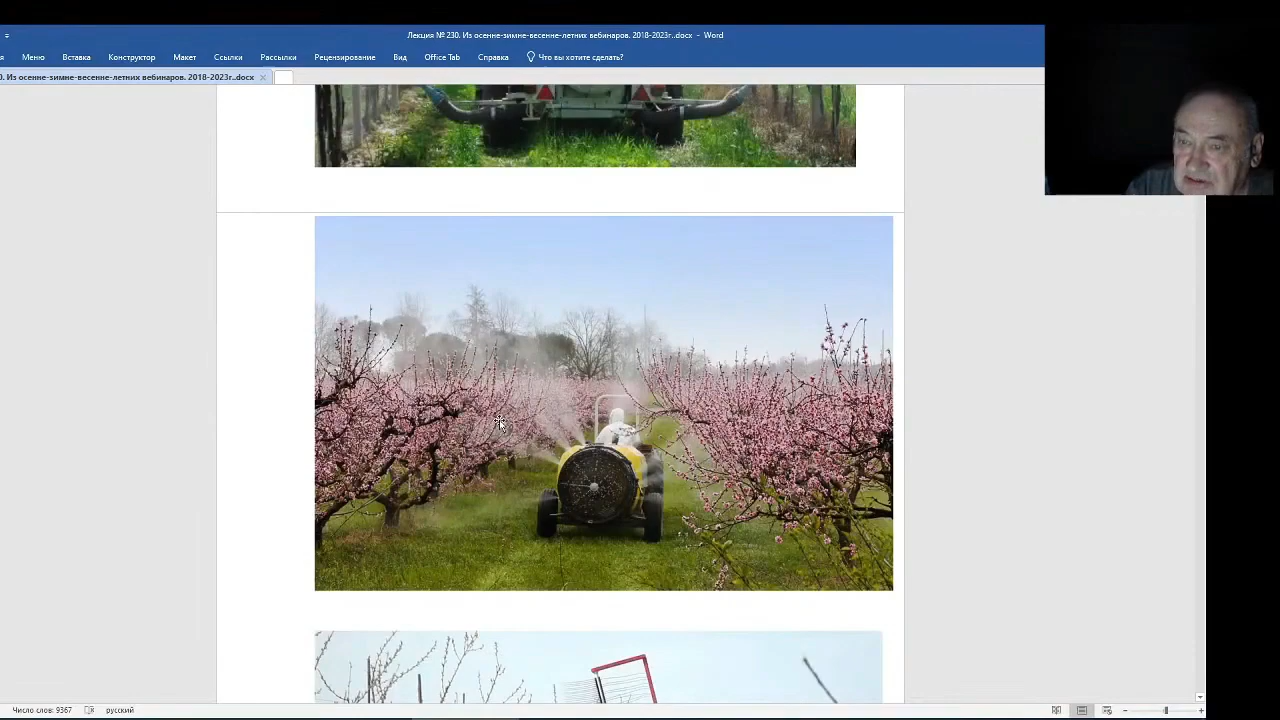 Лекция № 230. Из осенне-зимне-весенне-летних вебинаров. 2018-2023г..docx - Word
Меню Вставка Конструктор Макет Ссылки Рассылки Рецензирование Вид Office Tab Справка Что вы хотите сделать?
0. Из осенне-зимне-весенне-летних вебинаров. 2018-2023г..docx
Число слов: 9367 русский